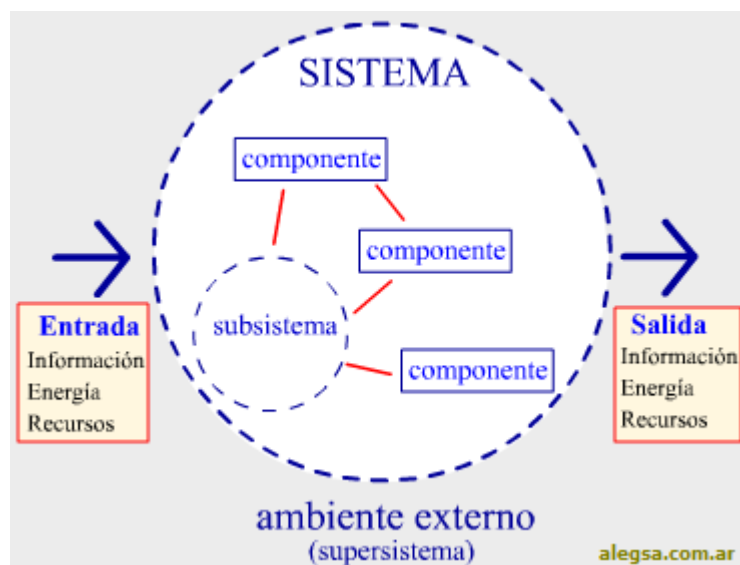 SISTEMA
componente
componente
subsistema
componente
Entrada
Información
Energía
Recursos
Salida
Información
Energía
Recursos
ambiente externo
(supersistema)
alegsa.com.ar